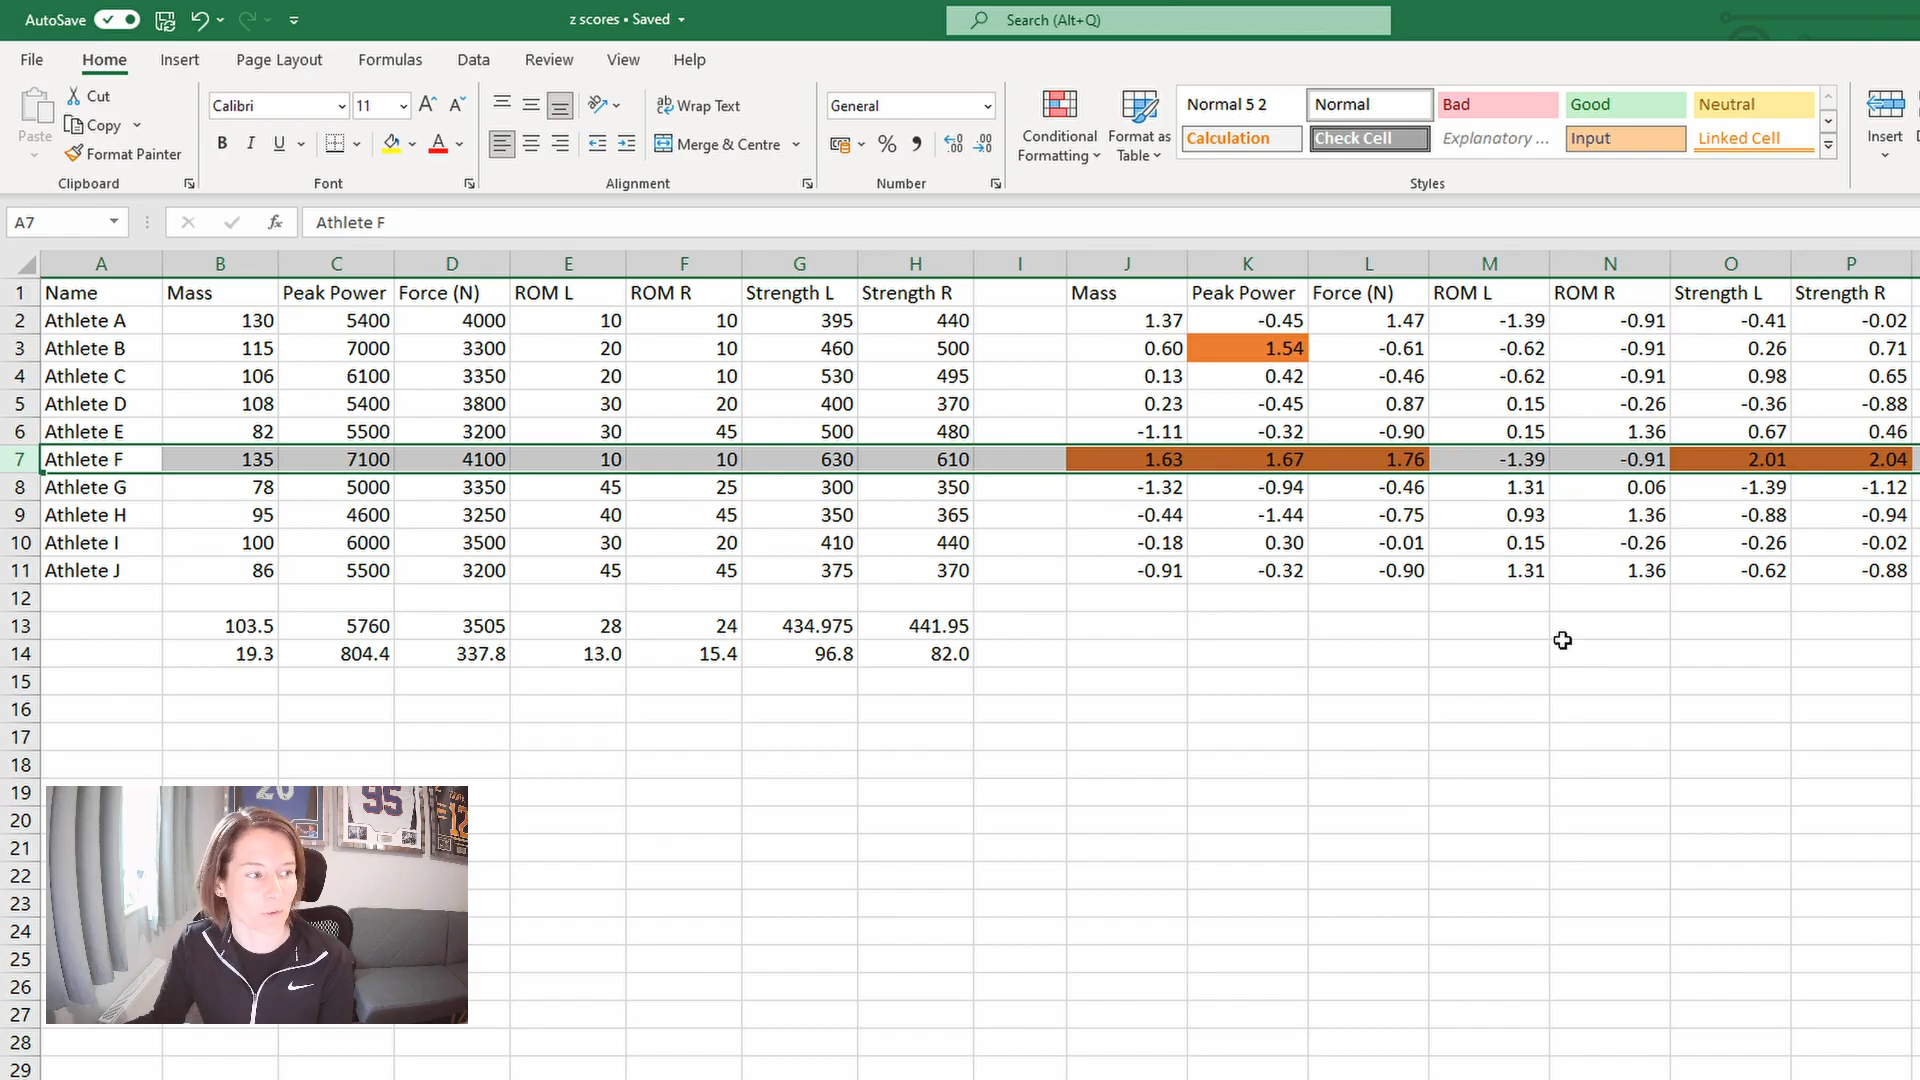 AutoSave
z scores • Saved
Search (Alt+Q)
File Home Insert Page Layout Formulas Data Review View Help
Paste
Cut
Copy
Format Painter
Clipboard
Calibri 11
B I U
Font
Wrap Text
Merge & Centre
Alignment
General
Number
Conditional Formatting
Format as Table
Normal 5 2 Normal Bad Good Neutral
Calculation Check Cell Explanatory ... Input Linked Cell
Styles
Insert
A7 fx Athlete F
A B C D E F G H I J K L M N O P
1 Name Mass Peak Power Force (N) ROM L ROM R Strength L Strength R Mass Peak Power Force (N) ROM L ROM R Strength L Strength R
2 Athlete A 130 5400 4000 10 10 395 440 1.37 -0.45 1.47 -1.39 -0.91 -0.41 -0.02
3 Athlete B 115 7000 3300 20 10 460 500 0.60 1.54 -0.61 -0.62 -0.91 0.26 0.71
4 Athlete C 106 6100 3350 20 10 530 495 0.13 0.42 -0.46 -0.62 -0.91 0.98 0.65
5 Athlete D 108 5400 3800 30 20 400 370 0.23 -0.45 0.87 0.15 -0.26 -0.36 -0.88
6 Athlete E 82 5500 3200 30 45 500 480 -1.11 -0.32 -0.90 0.15 1.36 0.67 0.46
7 Athlete F 135 7100 4100 10 10 630 610 1.63 1.67 1.76 -1.39 -0.91 2.01 2.04
8 Athlete G 78 5000 3350 45 25 300 350 -1.32 -0.94 -0.46 1.31 0.06 -1.39 -1.12
9 Athlete H 95 4600 3250 40 45 350 365 -0.44 -1.44 -0.75 0.93 1.36 -0.88 -0.94
10 Athlete I 100 6000 3500 30 20 410 440 -0.18 0.30 -0.01 0.15 -0.26 -0.26 -0.02
11 Athlete J 86 5500 3200 45 45 375 370 -0.91 -0.32 -0.90 1.31 1.36 -0.62 -0.88
12
13 103.5 5760 3505 28 24 434.975 441.95
14 19.3 804.4 337.8 13.0 15.4 96.8 82.0
15
16
17
18
19
20
21
22
23
24
25
26
27
28
29
20
95
12